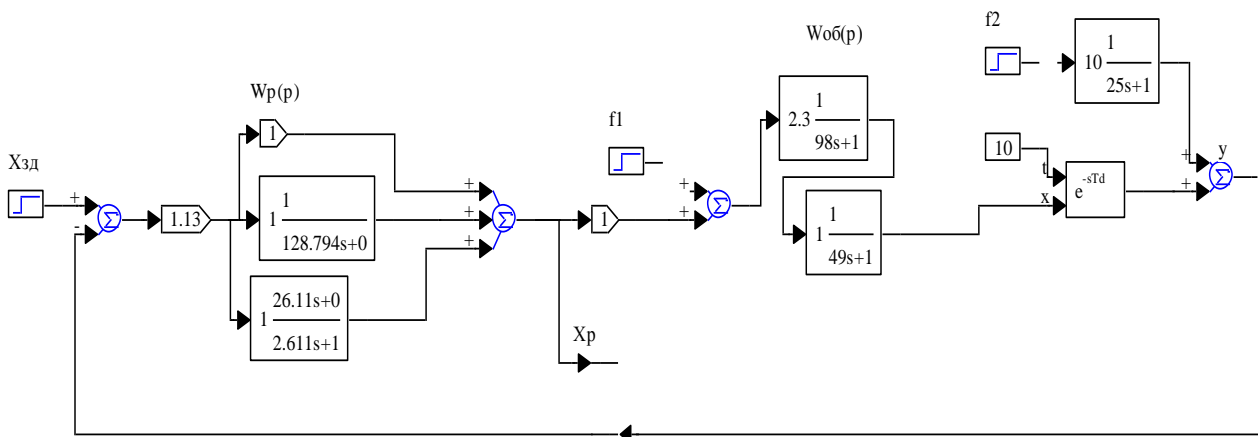 f2
Wоб(p)
10
1
25s+1
Wp(p)
f1
2.3
1
98s+1
1
Xзд
+
-
Σ
1.13
1
1
128.794s+0
+
+
+
Σ
1
+
+
Σ
10
t
x
e
-sTd
+
+
Σ
y
1
1
49s+1
1
26.11s+0
2.611s+1
Xp